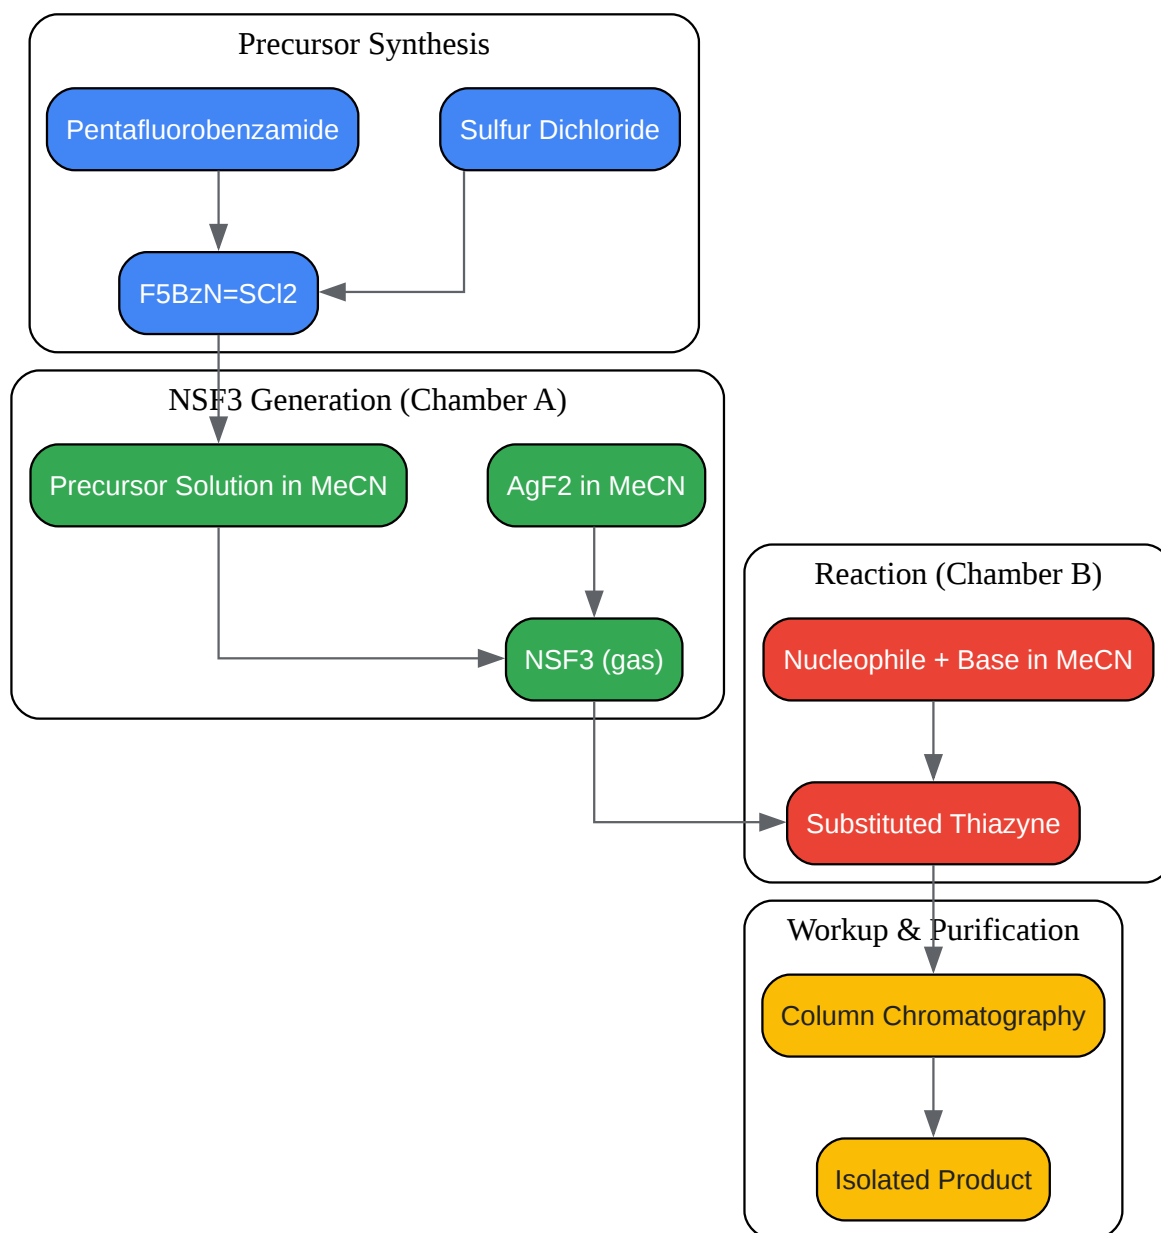 Precursor Synthesis
Pentafluorobenzamide
Sulfur Dichloride
F5BzN=SCl2
NSF3 Generation (Chamber A)
Precursor Solution in MeCN
AgF2 in MeCN
NSF3 (gas)
Reaction (Chamber B)
Nucleophile + Base in MeCN
Substituted Thiazyne
Workup & Purification
Column Chromatography
Isolated Product